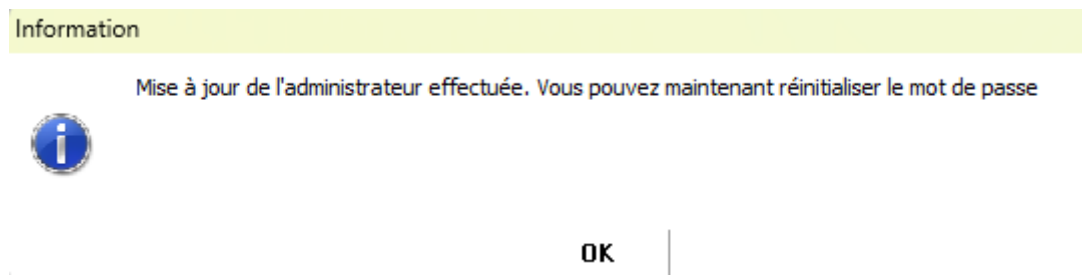 Information
Mise à jour de l'administrateur effectuée. Vous pouvez maintenant réinitialiser le mot de passe
OK